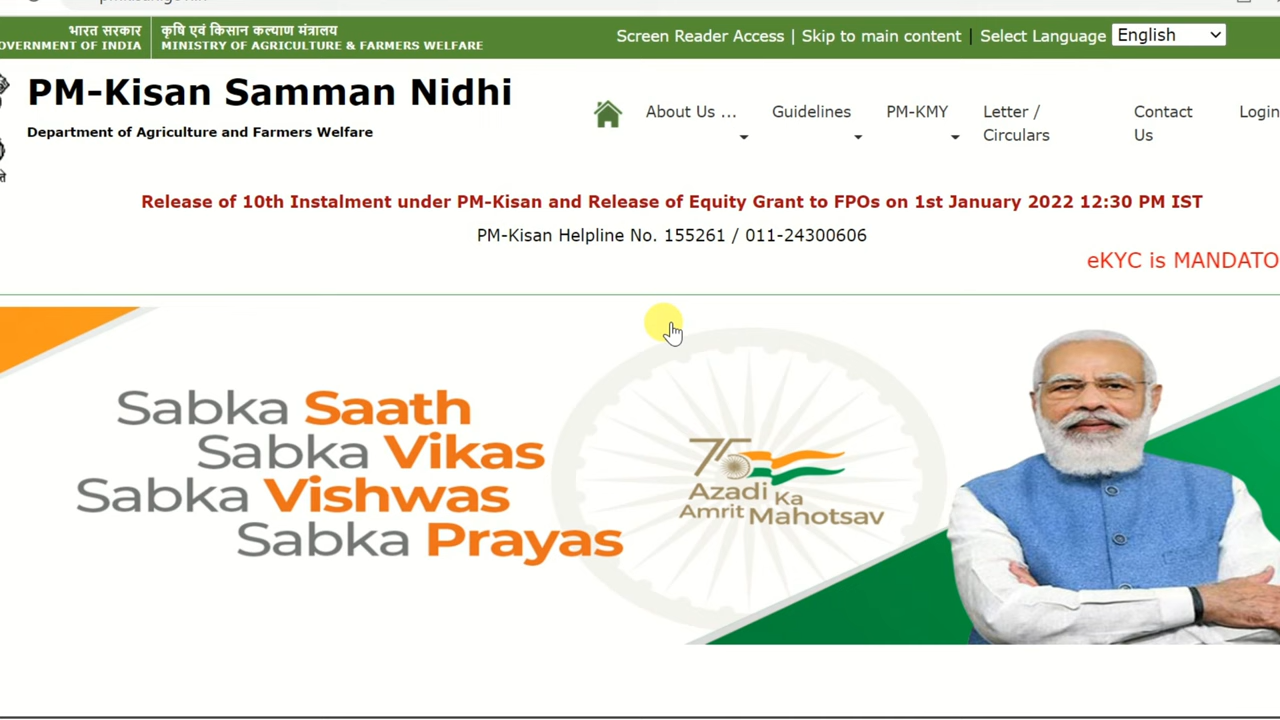 भारत सरकार
OVERNMENT OF INDIA
कृषि एवं किसान कल्याण मंत्रालय
MINISTRY OF AGRICULTURE & FARMERS WELFARE
Screen Reader Access | Skip to main content | Select Language English
PM-Kisan Samman Nidhi
Department of Agriculture and Farmers Welfare
About Us ...
Guidelines
PM-KMY
Letter /
Circulars
Contact
Us
Login
Release of 10th Instalment under PM-Kisan and Release of Equity Grant to FPOs on 1st January 2022 12:30 PM IST
PM-Kisan Helpline No. 155261 / 011-24300606
eKYC is MANDATO
Sabka Saath
Sabka Vikas
Sabka Vishwas
Sabka Prayas
75
Azadi Ka
Amrit Mahotsav